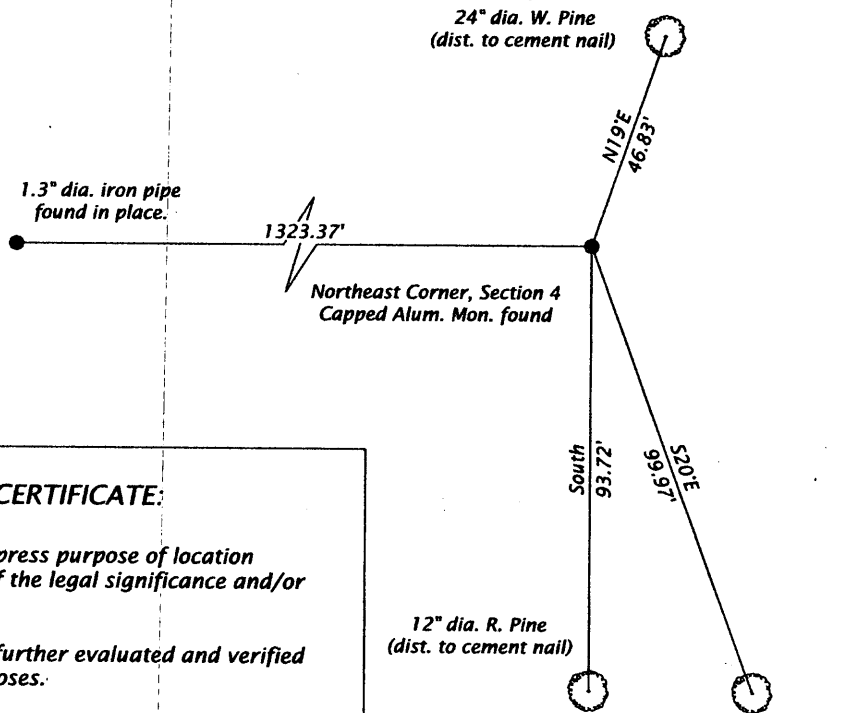 24" dia. W. Pine
(dist. to cement nail)
N19°E
46.83'
1.3" dia. iron pipe
found in place.
1323.37'
Northeast Corner, Section 4
Capped Alum. Mon. found
South
93.72'
S20°E
99.97'
CERTIFICATE:
press purpose of location
f the legal significance and/or
further evaluated and verified
oses.
12" dia. R. Pine
(dist. to cement nail)